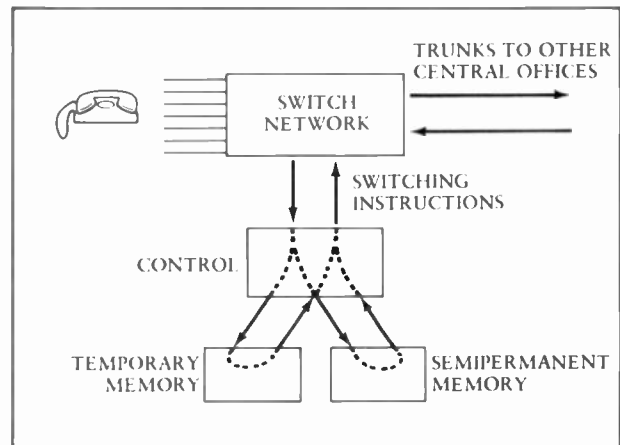 TRUNKS TO OTHER
CENTRAL OFFICES
SWITCH
NETWORK
SWITCHING
INSTRUCTIONS
CONTROL
TEMPORARY
MEMORY
SEMIPERMANENT
MEMORY